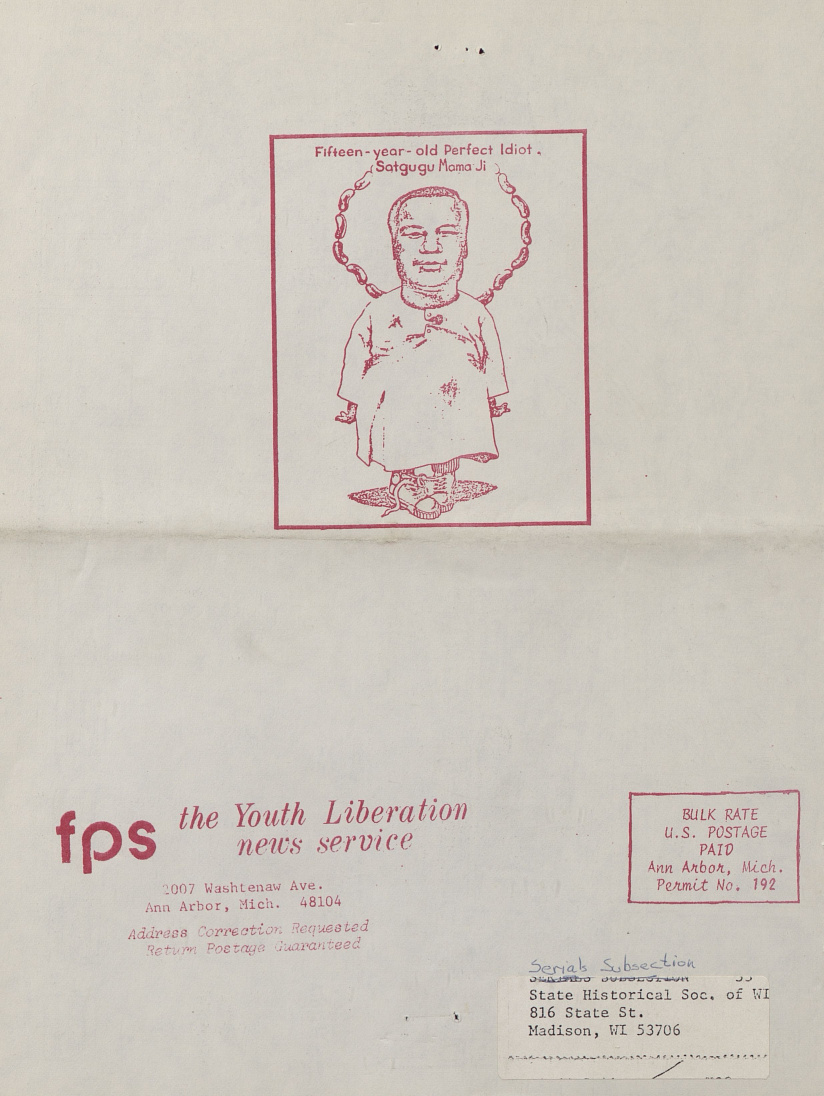 Fifteen-year-old Perfect Idiot.
Satgugu Mama Ji
fps the Youth Liberation
news service
2007 Washtenaw Ave.
Ann Arbor, Mich. 48104
Address Correction Requested
Return Postage Guaranteed
BULK RATE
U.S. POSTAGE
PAID
Ann Arbor, Mich.
Permit No. 192
Serials Subsection
State Historical Soc. of WI
816 State St.
Madison, WI 53706